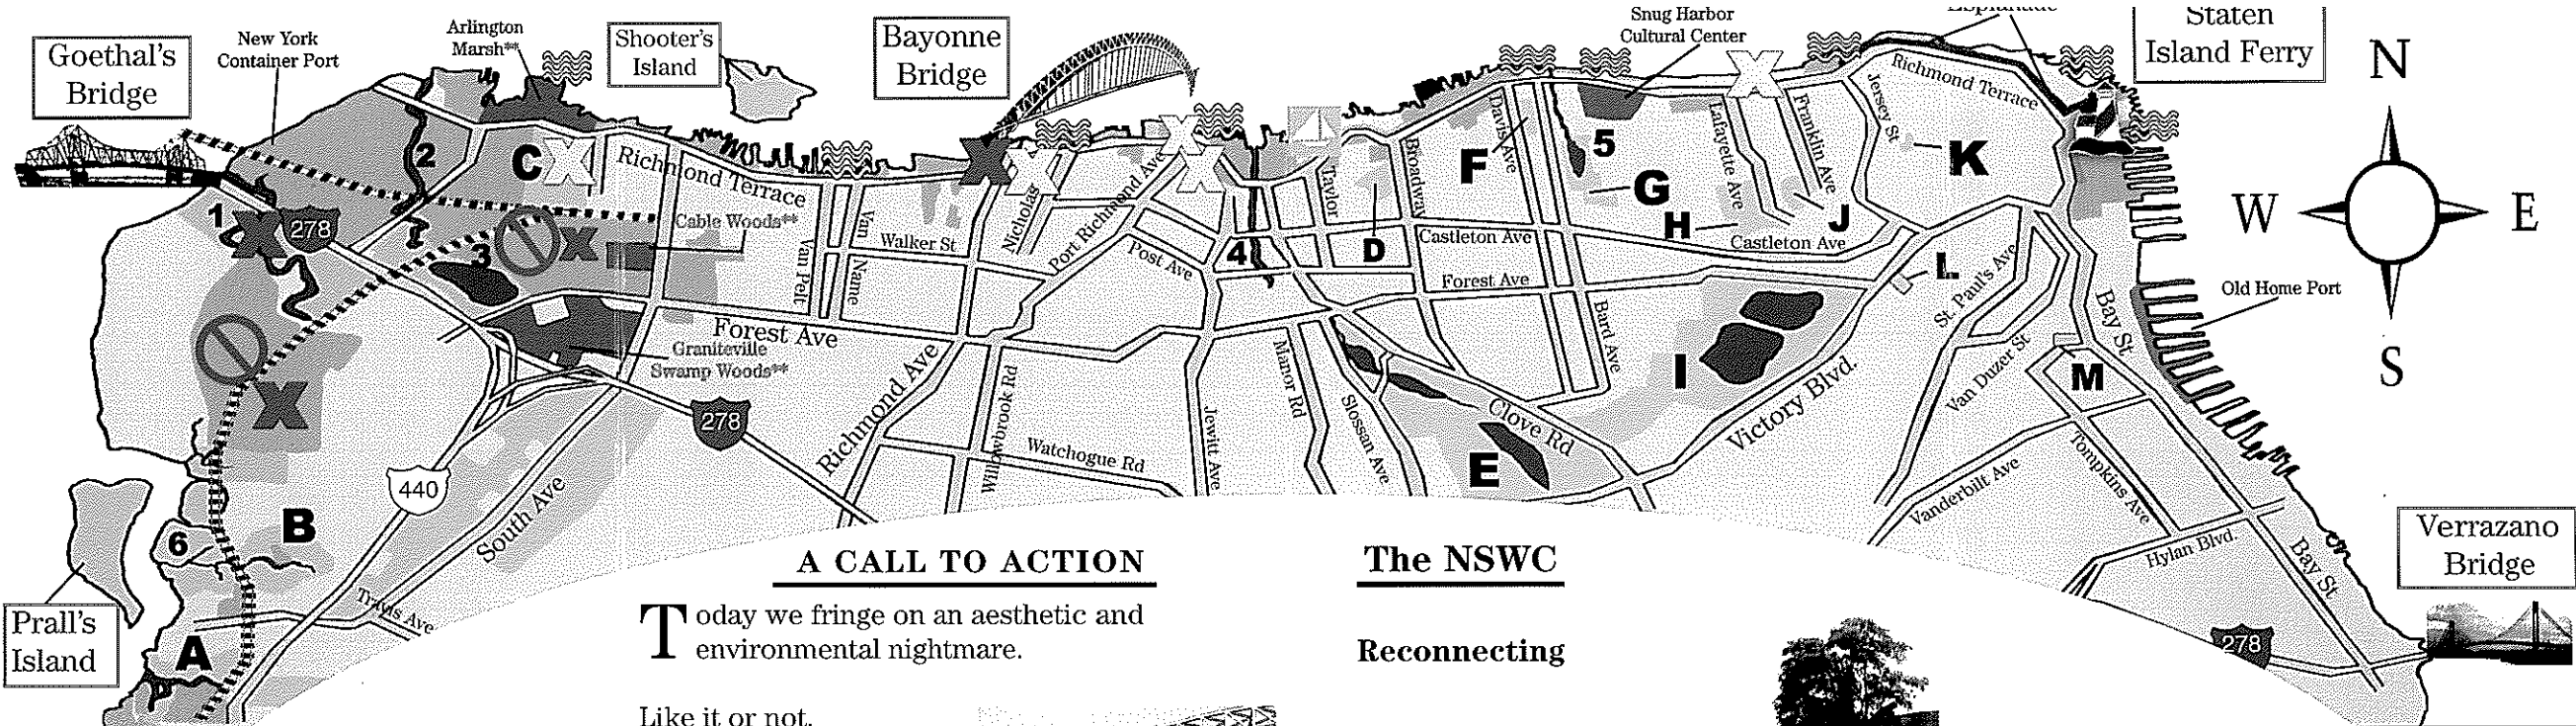 Goethal's
Bridge
New York
Container Port
Arlington
Marsh**
Shooter's
Island
Bayonne
Bridge
Snug Harbor
Cultural Center
Esplanade
Staten
Island Ferry
N
W
E
S
1
278
2
C
Richmond Terrace
Cable Woods**
3
Van Pelt
Van
Name
Walker St
Nicholas
Port Richmond Ave
Post Ave
4
Taylor
D
Broadway
F
Davis Ave
5
G
H
Lafayette Ave
Franklin Ave
J
Jersey St
K
Richmond Terrace
Castleton Ave
Castleton Ave
Forest Ave
Forest Ave
Graniteville
Swamp Woods**
L
St. Paul's Ave
Bay St
Old Home Port
Bard Ave
I
Victory Blvd.
Van Duzer St
M
278
440
Richmond Ave
Willowbrook Rd
Watchogue Rd
Jewitt Ave
Manor Rd
Slossan Ave
Clove Rd
E
Vanderbilt Ave
Tompkins Ave
Hylan Blvd.
Bay St
278
Verrazano
Bridge
B
South Ave
6
Travis Ave
A
Prall's
Island
A CALL TO ACTION
Today we fringe on an aesthetic and
environmental nightmare.
Like it or not,
The NSWC
Reconnecting